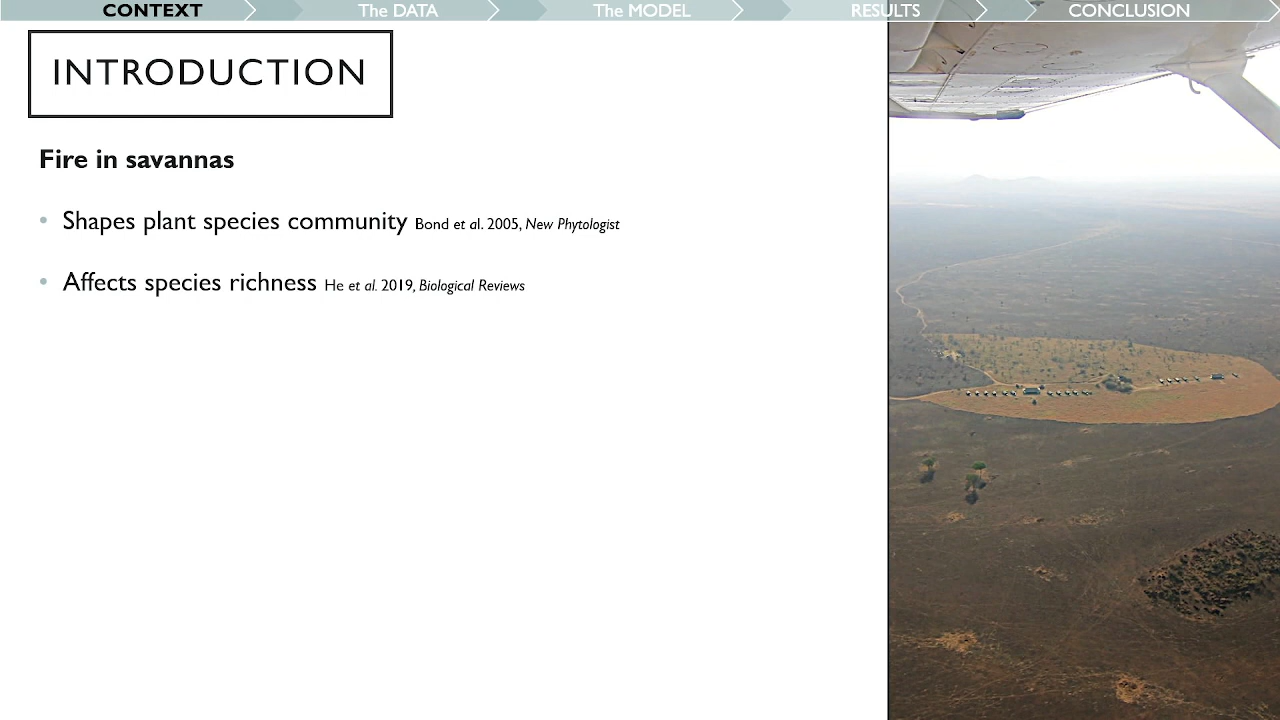 CONTEXT The DATA The MODEL RESULTS CONCLUSION
INTRODUCTION
Fire in savannas
• Shapes plant species community Bond et al. 2005, New Phytologist
• Affects species richness He et al. 2019, Biological Reviews